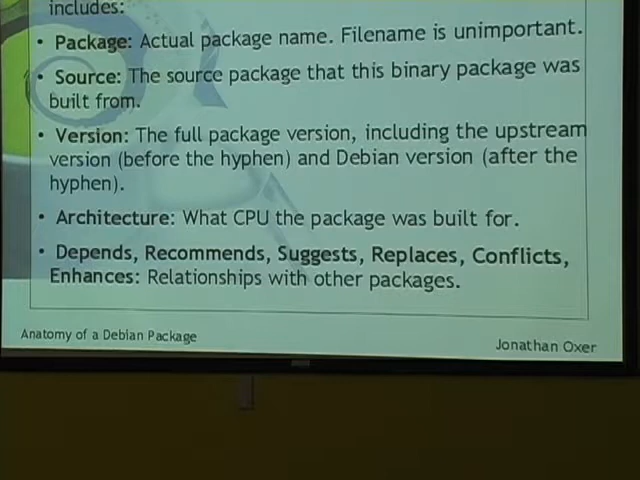 includes:
• Package: Actual package name. Filename is unimportant.
• Source: The source package that this binary package was
built from.
• Version: The full package version, including the upstream
version (before the hyphen) and Debian version (after the
hyphen).
• Architecture: What CPU the package was built for.
• Depends, Recommends, Suggests, Replaces, Conflicts,
Enhances: Relationships with other packages.
Anatomy of a Debian Package
Jonathan Oxer